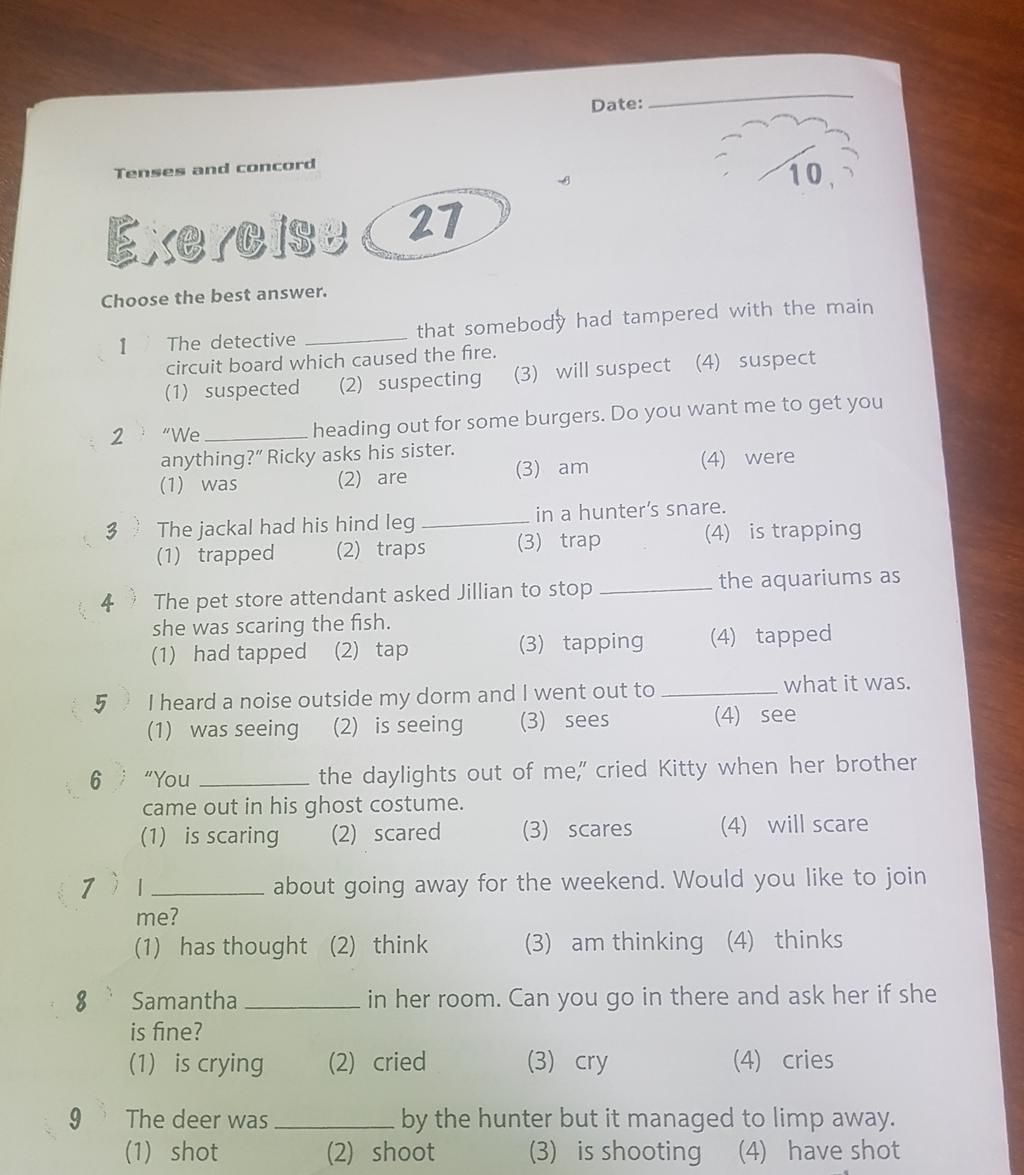 Date:
10
Tenses and concord
Exercise 27
Choose the best answer.
1 The detective __________ that somebody had tampered with the main
circuit board which caused the fire.
(1) suspected (2) suspecting (3) will suspect (4) suspect
2 “We __________ heading out for some burgers. Do you want me to get you
anything?” Ricky asks his sister.
(1) was (2) are (3) am (4) were
3 The jackal had his hind leg __________ in a hunter’s snare.
(1) trapped (2) traps (3) trap (4) is trapping
4 The pet store attendant asked Jillian to stop __________ the aquariums as
she was scaring the fish.
(1) had tapped (2) tap (3) tapping (4) tapped
5 I heard a noise outside my dorm and I went out to __________ what it was.
(1) was seeing (2) is seeing (3) sees (4) see
6 “You __________ the daylights out of me,” cried Kitty when her brother
came out in his ghost costume.
(1) is scaring (2) scared (3) scares (4) will scare
7 I __________ about going away for the weekend. Would you like to join
me?
(1) has thought (2) think (3) am thinking (4) thinks
8 Samantha __________ in her room. Can you go in there and ask her if she
is fine?
(1) is crying (2) cried (3) cry (4) cries
9 The deer was __________ by the hunter but it managed to limp away.
(1) shot (2) shoot (3) is shooting (4) have shot